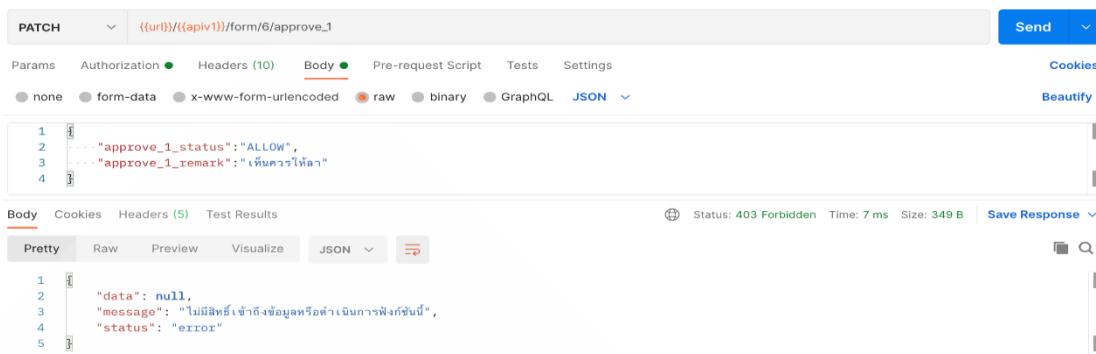 PATCH {{url}}/{{apiv1}}/form/6/approve_1 Send
Params Authorization Headers (10) Body Pre-request Script Tests Settings Cookies
none form-data x-www-form-urlencoded raw binary GraphQL JSON Beautify
1 {
2 "approve_1_status":"ALLOW",
3 "approve_1_remark":"เห็นควรให้ลา"
4 }
Body Cookies Headers (5) Test Results Status: 403 Forbidden Time: 7 ms Size: 349 B Save Response
Pretty Raw Preview Visualize JSON
1 {
2 "data": null,
3 "message": "ไม่มีสิทธิ์เข้าถึงข้อมูลหรือดำเนินการฟังก์ชันนี้",
4 "status": "error"
5 }